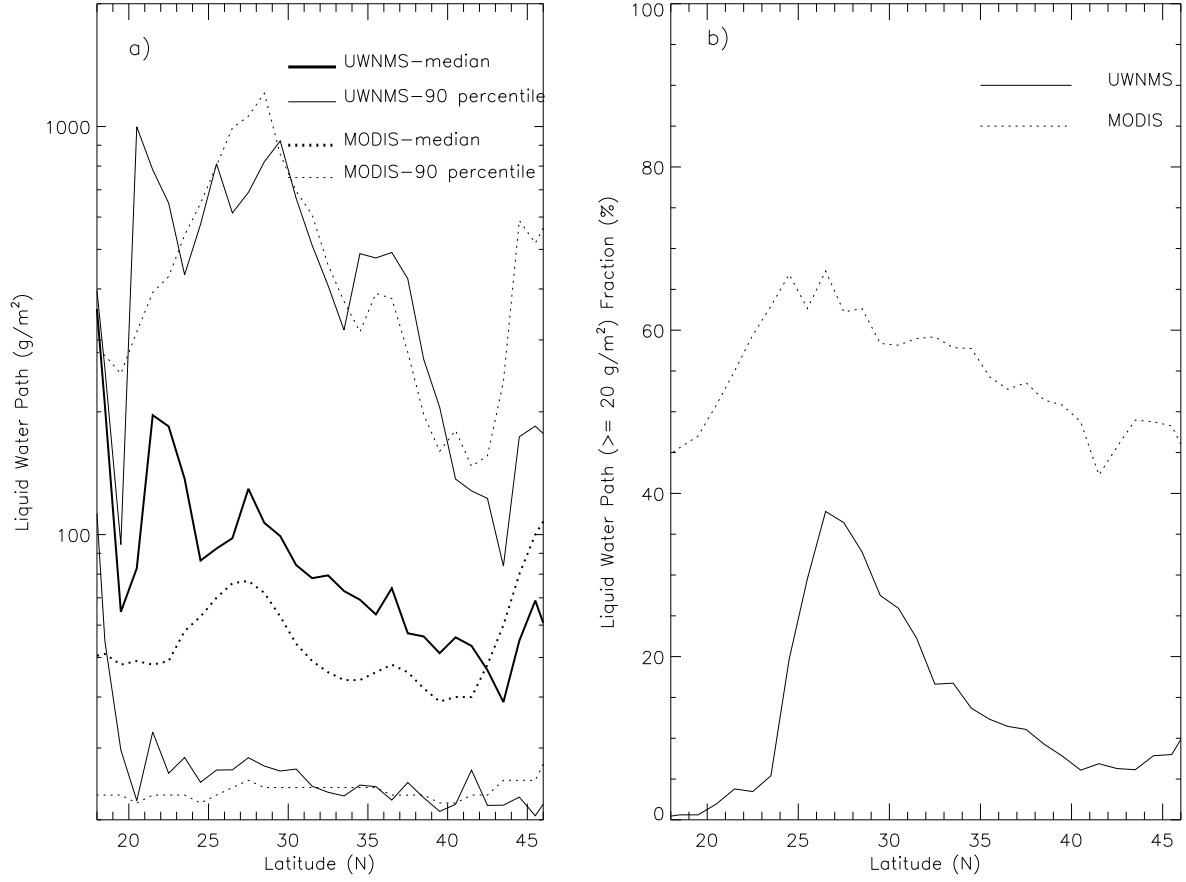 a)
UWNMS−median
UWNMS−90 percentile
MODIS−median
MODIS−90 percentile
1000
100
Liquid Water Path (g/m²)
20 25 30 35 40 45
Latitude (N)
b)
UWNMS
MODIS
100
80
60
40
20
0
Liquid Water Path (>= 20 g/m²) Fraction (%)
20 25 30 35 40 45
Latitude (N)